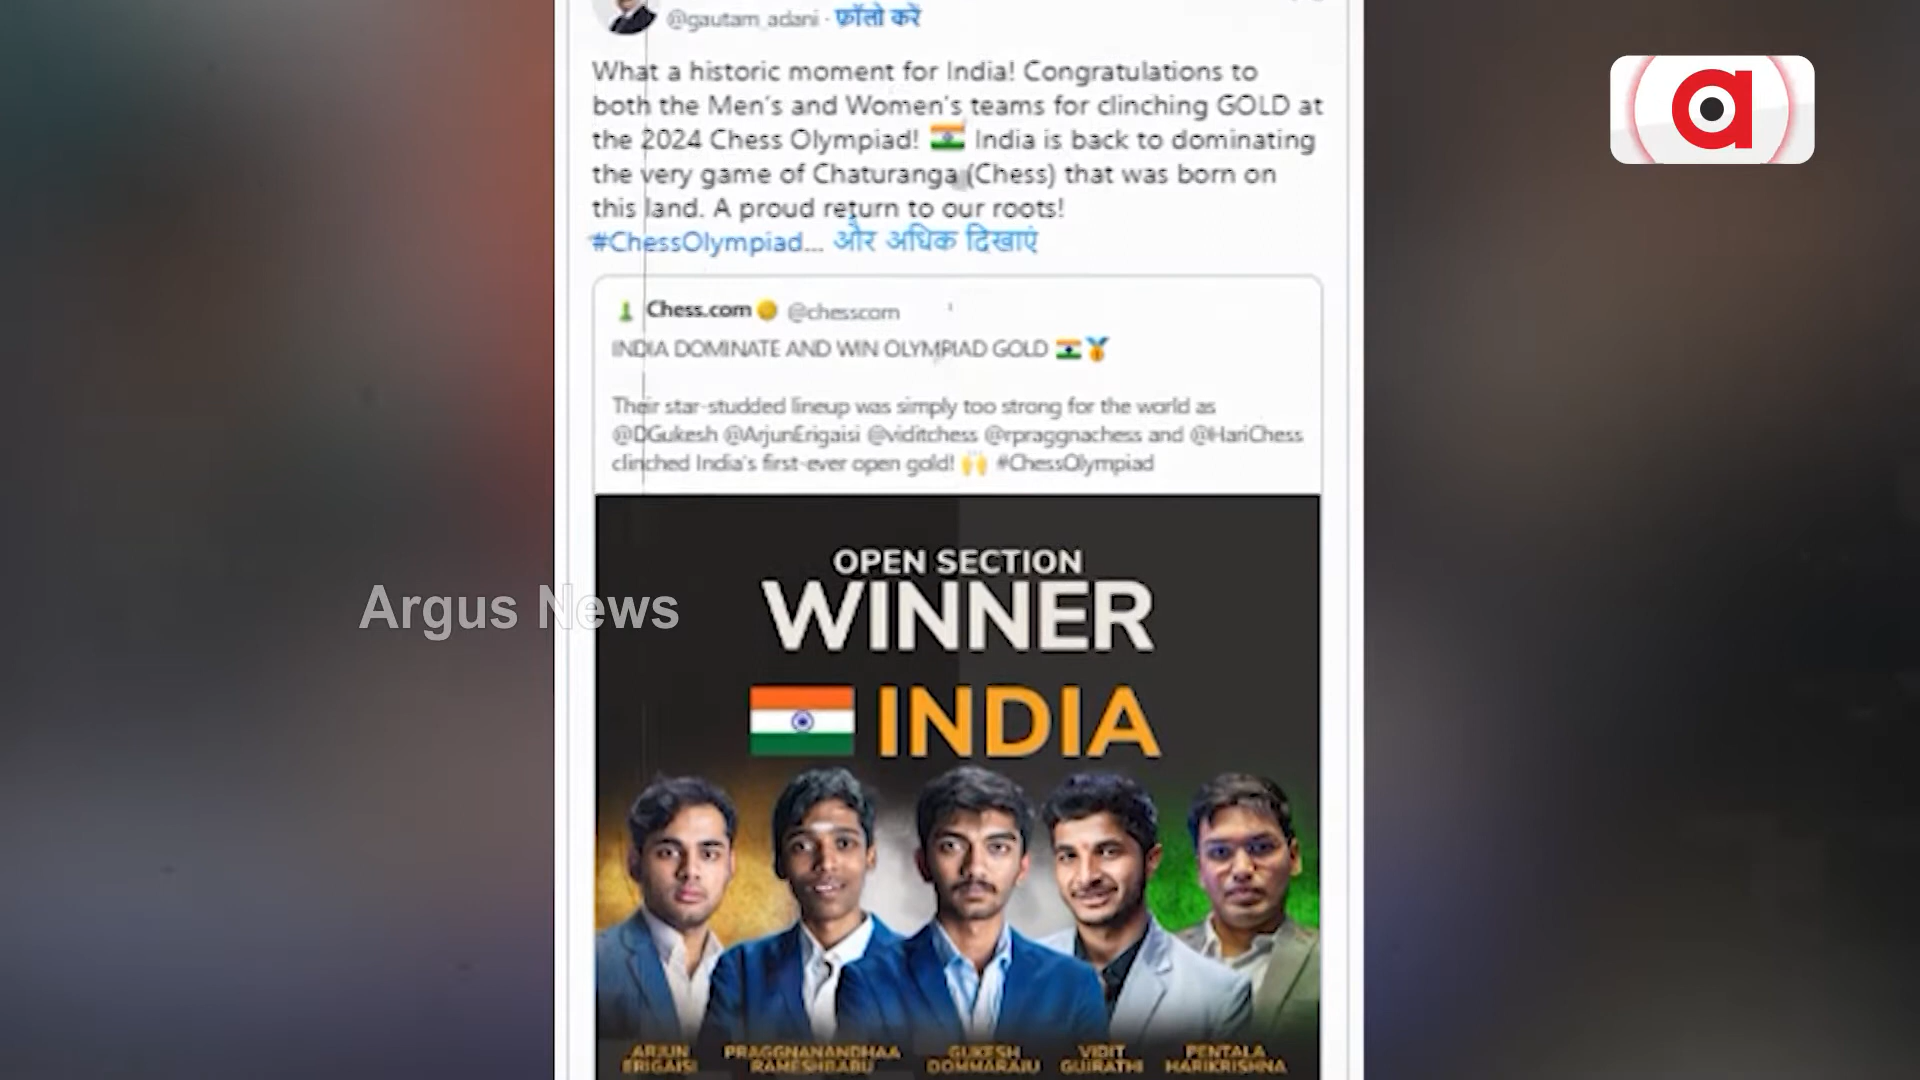 @gautam_adani · फ़ॉलो करें
What a historic moment for India! Congratulations to
both the Men's and Women's teams for clinching GOLD at
the 2024 Chess Olympiad! 🇮🇳 India is back to dominating
the very game of Chaturanga (Chess) that was born on
this land. A proud return to our roots!
#ChessOlympiad... और अधिक दिखाएं
Chess.com @chesscom
INDIA DOMINATE AND WIN OLYMPIAD GOLD 🇮🇳🥇
Their star-studded lineup was simply too strong for the world as
@DGukesh @ArjunErigaisi @viditchess @rpraggnachess and @HariChess
clinched India's first-ever open gold! 🙌 #ChessOlympiad
OPEN SECTION
WINNER
INDIA
ARJUN
ERIGAISI
PRAGGNANANDHAA
RAMESHBABU
GUKESH
DOMMARAJU
VIDIT
GUJRATHI
PENTALA
HARIKRISHNA
Argus News
a